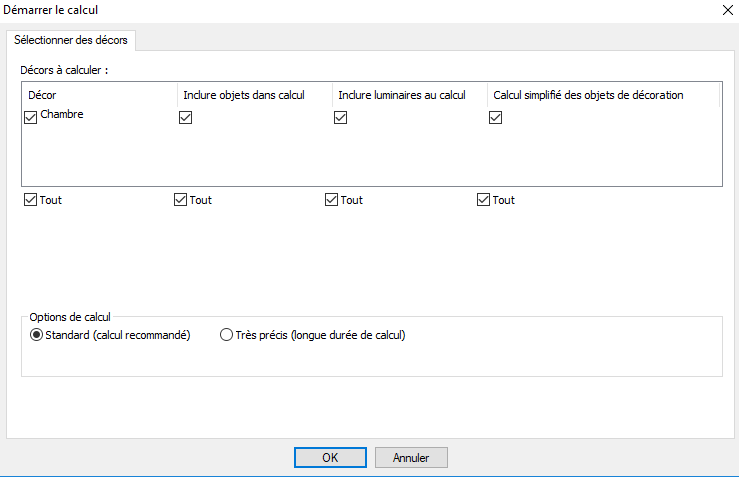 Démarrer le calcul
Sélectionner des décors
Décors à calculer :
Décor Inclure objets dans calcul Inclure luminaires au calcul Calcul simplifié des objets de décoration
Chambre
Tout Tout Tout Tout
Options de calcul
Standard (calcul recommandé) Très précis (longue durée de calcul)
OK Annuler